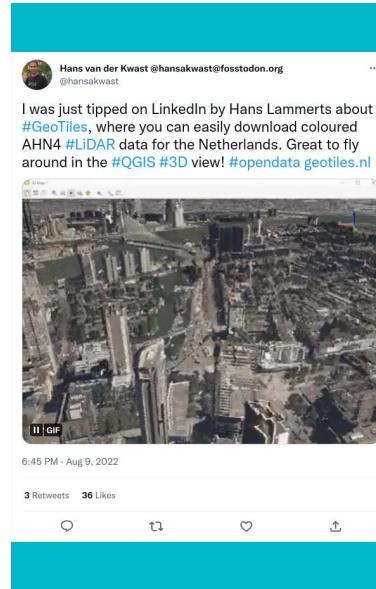 Hans van der Kwast @hansakwast@fosstodon.org
@hansakwast
I was just tipped on LinkedIn by Hans Lammerts about
#GeoTiles, where you can easily download coloured
AHN4 #LiDAR data for the Netherlands. Great to fly
around in the #QGIS #3D view! #opendata geotiles.nl
GIF
6:45 PM · Aug 9, 2022
3 Retweets 36 Likes